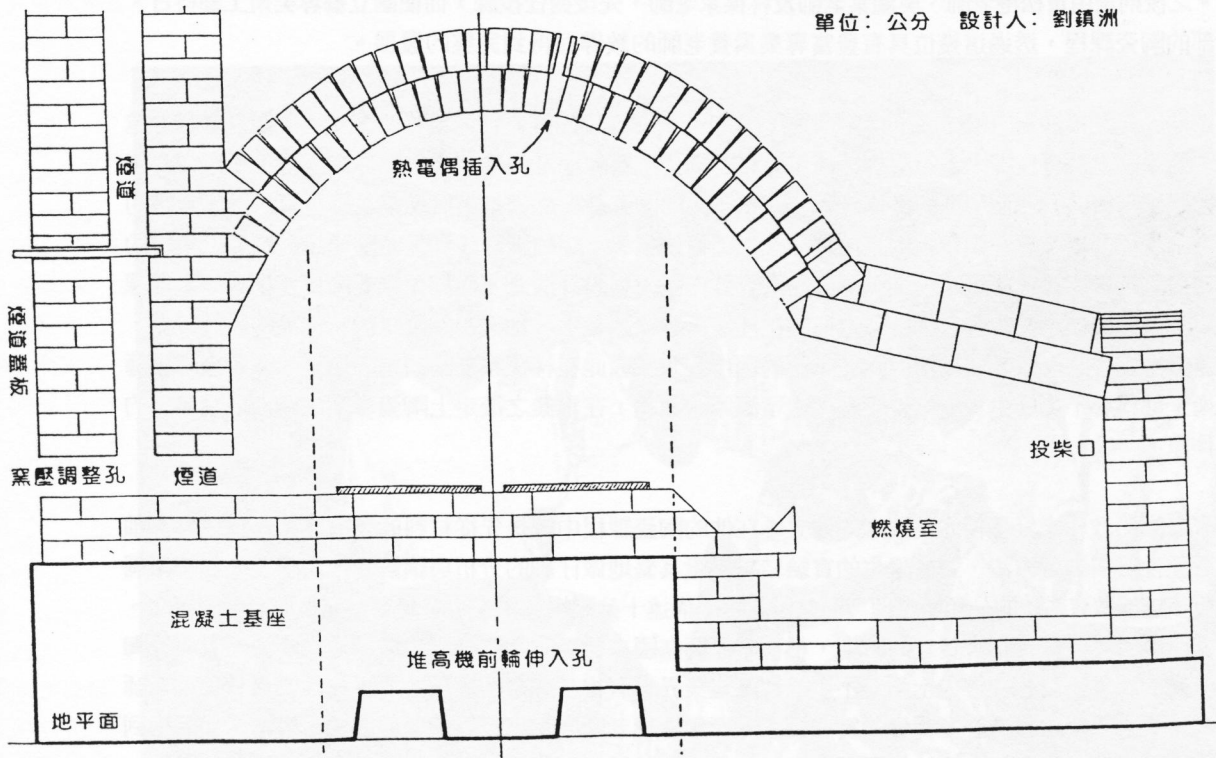 單位：公分 設計人：劉鎮洲
煙道
熱電偶插入孔
煙道蓋板
投柴口
窯壓調整孔
煙道
燃燒室
混凝土基座
堆高機前輪伸入孔
地平面